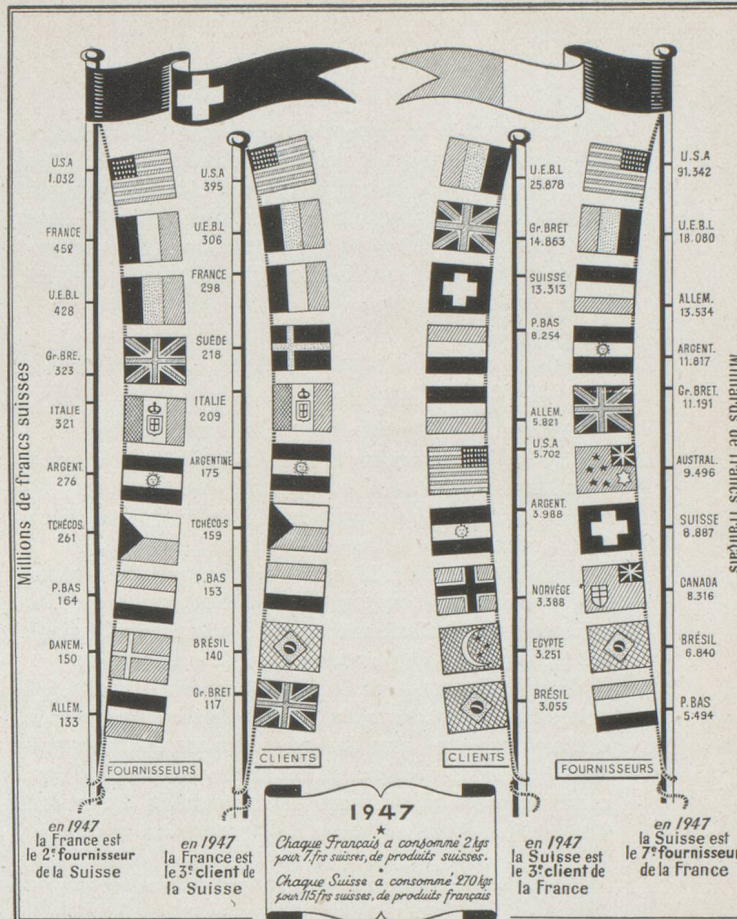 Millions de francs suisses
U.S.A
1.032
FRANCE
452
U.E.B.L
428
Gr.BRE.
323
ITALIE
321
ARGENT.
276
TCHÉCOS.
261
P.BAS
164
DANEM.
150
ALLEM.
133
FOURNISSEURS
en 1947
la France est
le 2e fournisseur
de la Suisse
U.S.A
395
U.E.B.L
306
FRANCE
298
SUÈDE
218
ITALIE
209
ARGENTINE
175
TCHÉCO-S
159
P.BAS
153
BRÉSIL
140
Gr.BRET
117
CLIENTS
en 1947
la France est
le 3e client de
la Suisse
U.E.B.L
25.878
Gr.BRET
14.863
SUISSE
13.313
P.BAS
8.254
ALLEM.
5.821
U.S.A
5.702
ARGENT.
3.988
NORVÈGE
3.388
EGYPTE
3.251
BRÉSIL
3.055
CLIENTS
en 1947
la Suisse est
le 3e client de
la France
U.S.A
91.342
U.E.B.L
18.080
ALLEM.
13.534
ARGENT.
11.817
Gr.BRET.
11.191
AUSTRAL.
9.496
SUISSE
8.887
CANADA
8.316
BRÉSIL
6.840
P.BAS
5.494
FOURNISSEURS
en 1947
la Suisse est
le 7e fournisseur
de la France
Milliards de francs français
1947
Chaque Français a consommé 2 kgs
pour 7.frs suisses, de produits suisses.
Chaque Suisse a consommé 270 kgs
pour 115 frs suisses, de produits français